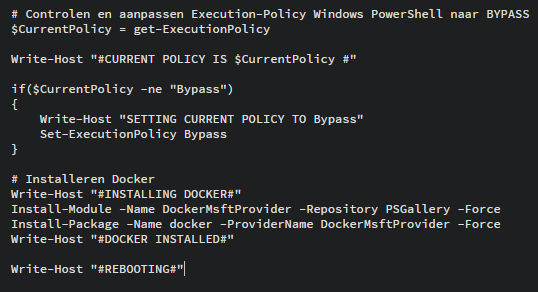 # Controlen en aanpassen Execution-Policy Windows PowerShell naar BYPASS
$CurrentPolicy = get-ExecutionPolicy
Write-Host "#CURRENT POLICY IS $CurrentPolicy #"
if($CurrentPolicy -ne "Bypass")
{
    Write-Host "SETTING CURRENT POLICY TO Bypass"
    Set-ExecutionPolicy Bypass
}
# Installeren Docker
Write-Host "#INSTALLING DOCKER#"
Install-Module -Name DockerMsftProvider -Repository PSGallery -Force
Install-Package -Name docker -ProviderName DockerMsftProvider -Force
Write-Host "#DOCKER INSTALLED#"
Write-Host "#REBOOTING#"